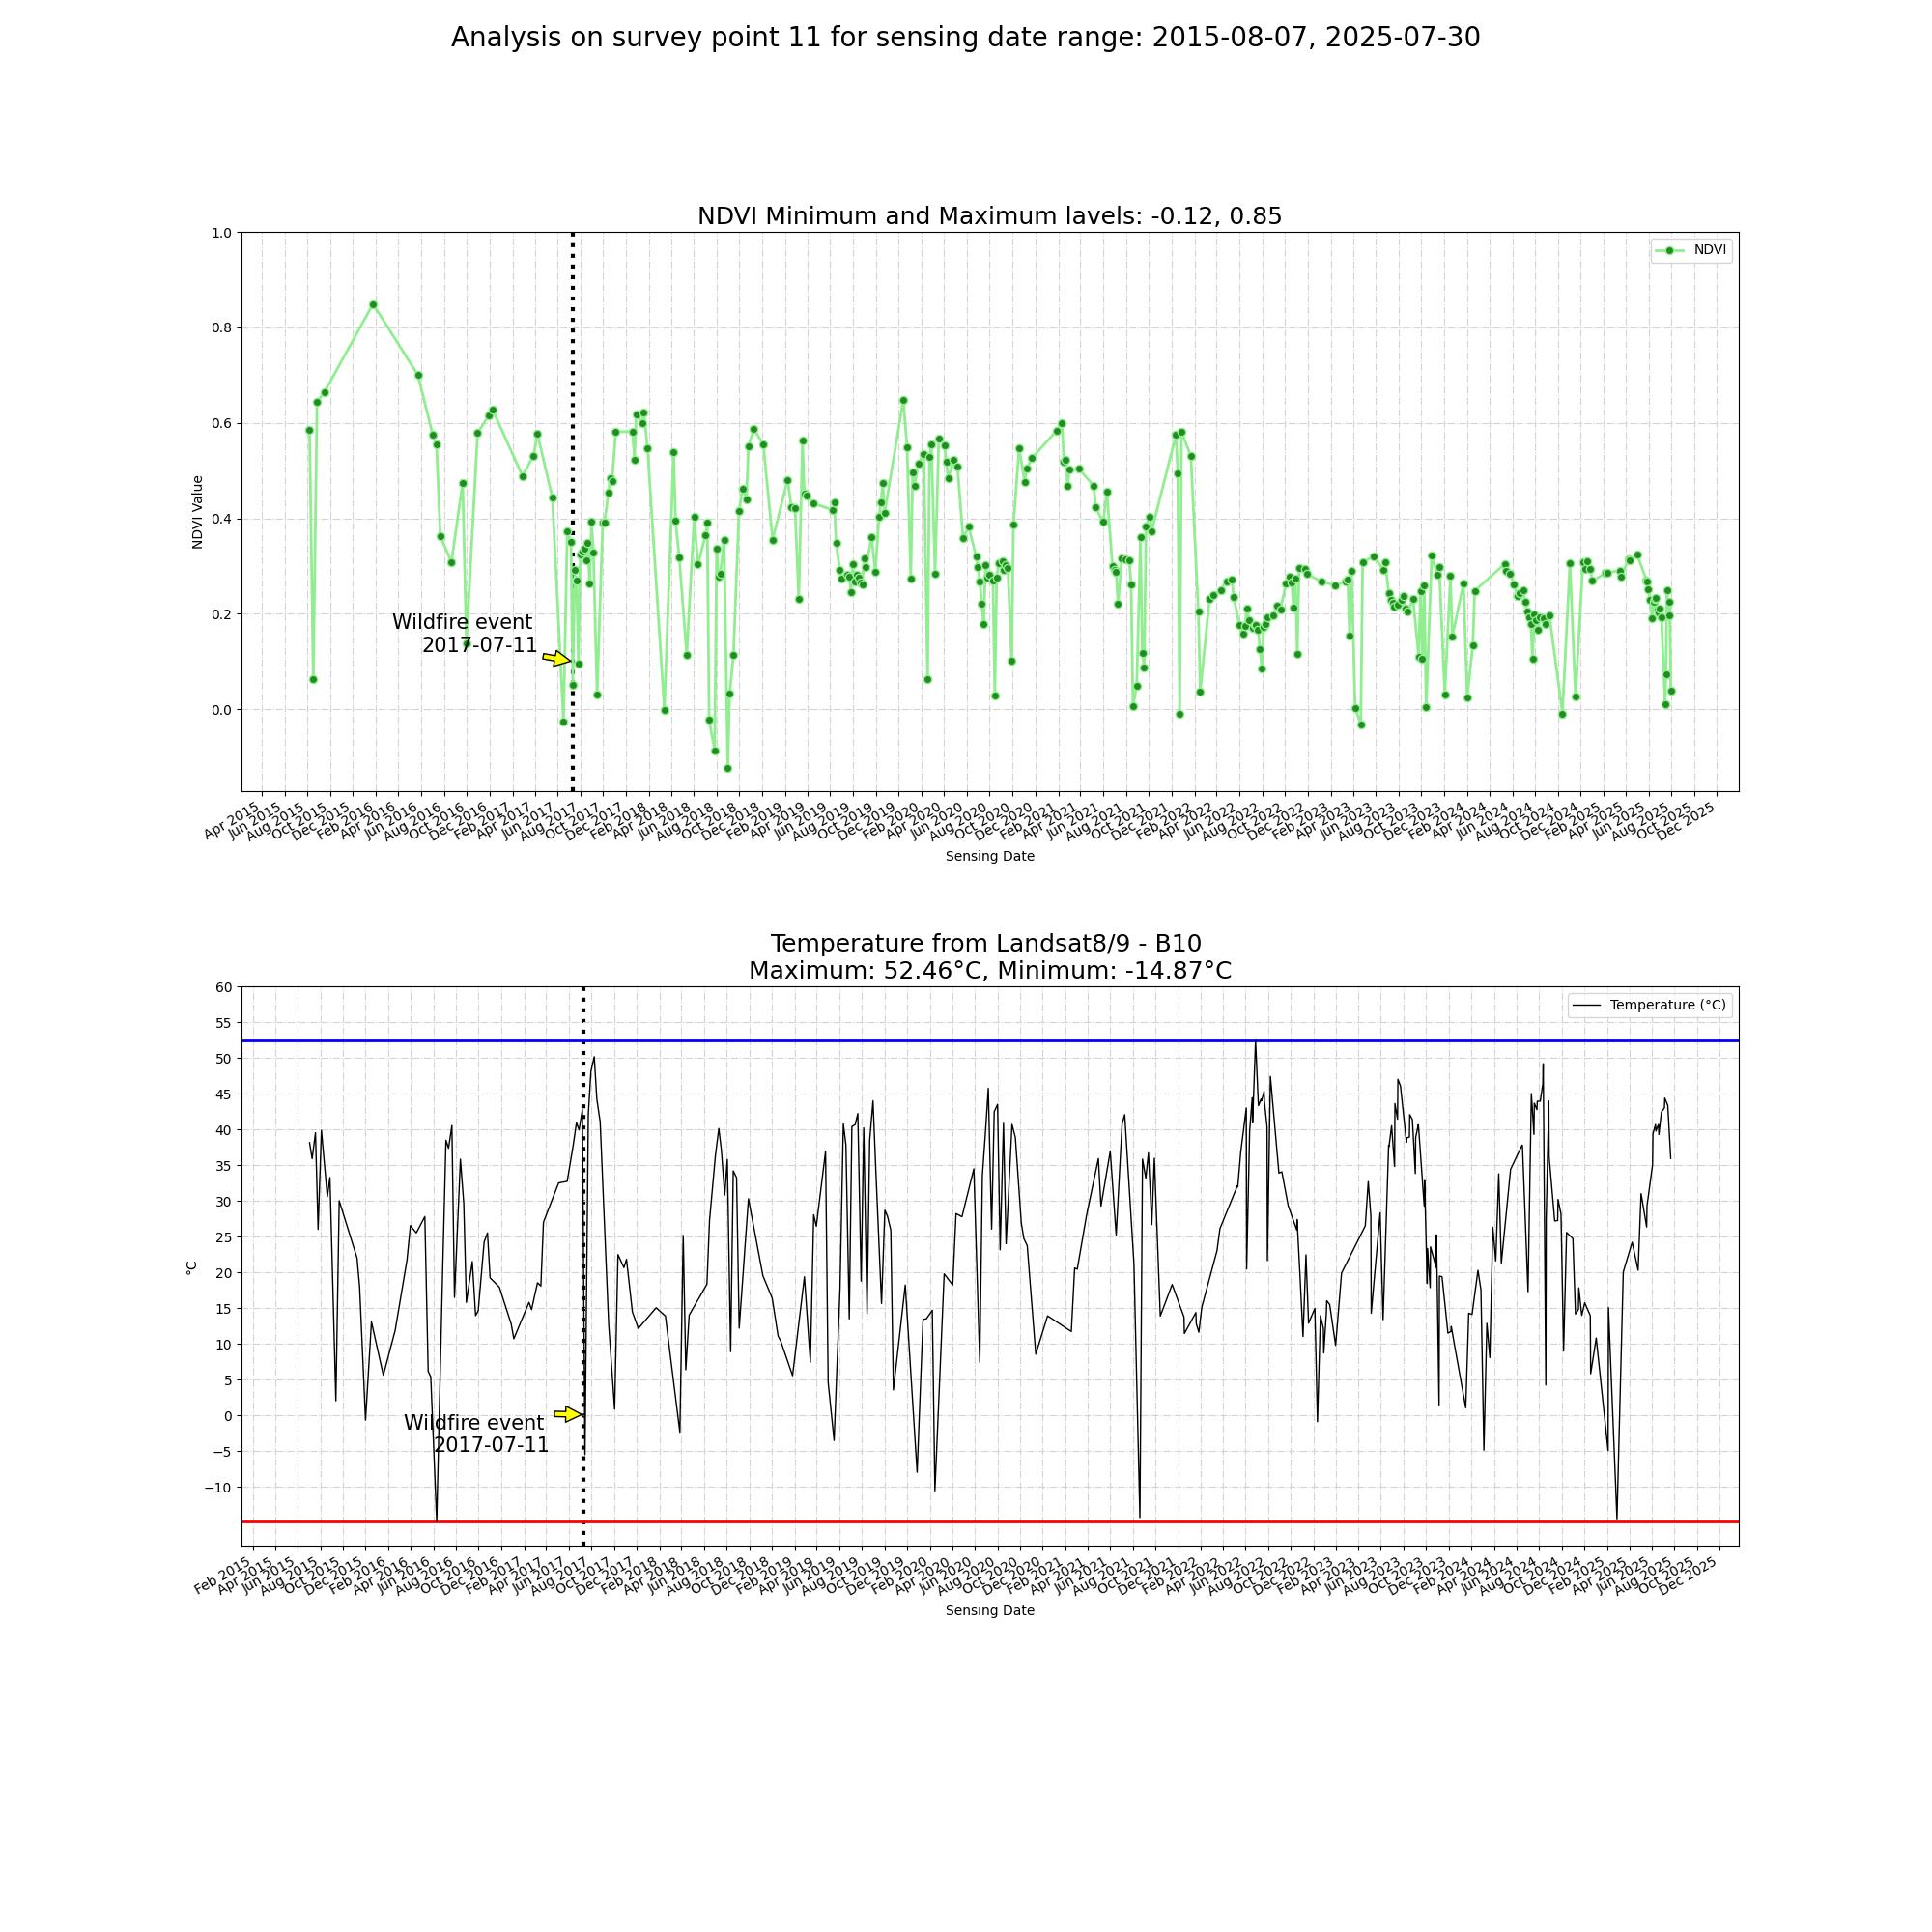 Analysis on survey point 11 for sensing date range: 2015-08-07, 2025-07-30
NDVI Minimum and Maximum lavels: -0.12, 0.85
NDVI
1.0
0.8
0.6
0.4
0.2
0.0
NDVI Value
Wildfire event
2017-07-11
Apr 2015
Jun 2015
Aug 2015
Oct 2015
Dec 2015
Feb 2016
Apr 2016
Jun 2016
Aug 2016
Oct 2016
Dec 2016
Feb 2017
Apr 2017
Jun 2017
Aug 2017
Oct 2017
Dec 2017
Feb 2018
Apr 2018
Jun 2018
Aug 2018
Oct 2018
Dec 2018
Feb 2019
Apr 2019
Jun 2019
Aug 2019
Oct 2019
Dec 2019
Feb 2020
Apr 2020
Jun 2020
Aug 2020
Oct 2020
Dec 2020
Feb 2021
Apr 2021
Jun 2021
Aug 2021
Oct 2021
Dec 2021
Feb 2022
Apr 2022
Jun 2022
Aug 2022
Oct 2022
Dec 2022
Feb 2023
Apr 2023
Jun 2023
Aug 2023
Oct 2023
Dec 2023
Feb 2024
Apr 2024
Jun 2024
Aug 2024
Oct 2024
Dec 2024
Feb 2025
Apr 2025
Jun 2025
Aug 2025
Oct 2025
Dec 2025
Sensing Date
Temperature from Landsat8/9 - B10
Maximum: 52.46°C, Minimum: -14.87°C
Temperature (°C)
60
55
50
45
40
35
30
25
20
15
10
5
0
−5
−10
°C
Wildfire event
2017-07-11
Feb 2015
Apr 2015
Jun 2015
Aug 2015
Oct 2015
Dec 2015
Feb 2016
Apr 2016
Jun 2016
Aug 2016
Oct 2016
Dec 2016
Feb 2017
Apr 2017
Jun 2017
Aug 2017
Oct 2017
Dec 2017
Feb 2018
Apr 2018
Jun 2018
Aug 2018
Oct 2018
Dec 2018
Feb 2019
Apr 2019
Jun 2019
Aug 2019
Oct 2019
Dec 2019
Feb 2020
Apr 2020
Jun 2020
Aug 2020
Oct 2020
Dec 2020
Feb 2021
Apr 2021
Jun 2021
Aug 2021
Oct 2021
Dec 2021
Feb 2022
Apr 2022
Jun 2022
Aug 2022
Oct 2022
Dec 2022
Feb 2023
Apr 2023
Jun 2023
Aug 2023
Oct 2023
Dec 2023
Feb 2024
Apr 2024
Jun 2024
Aug 2024
Oct 2024
Dec 2024
Feb 2025
Apr 2025
Jun 2025
Aug 2025
Oct 2025
Dec 2025
Sensing Date